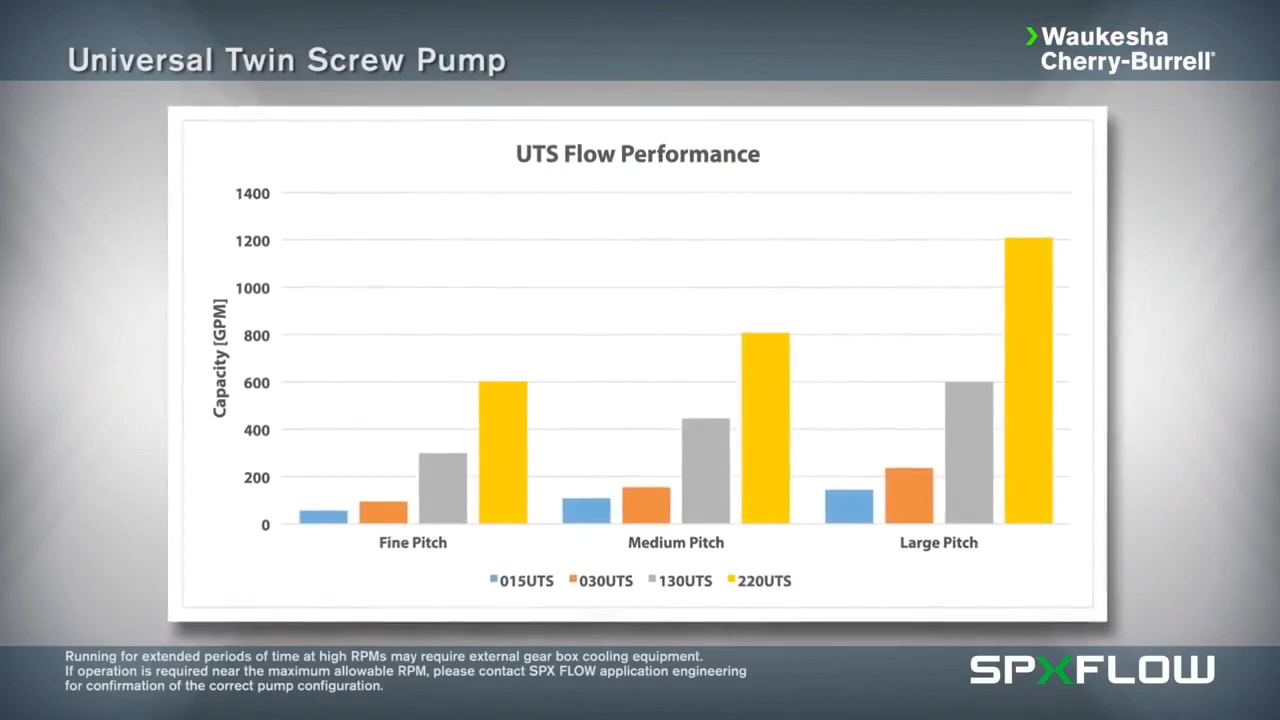 Universal Twin Screw Pump
Waukesha
Cherry-Burrell®
UTS Flow Performance
1400
1200
1000
800
600
400
200
0
Capacity [GPM]
Fine Pitch
Medium Pitch
Large Pitch
015UTS
030UTS
130UTS
220UTS
Running for extended periods of time at high RPMs may require external gear box cooling equipment.
If operation is required near the maximum allowable RPM, please contact SPX FLOW application engineering
for confirmation of the correct pump configuration.
SPXFLOW